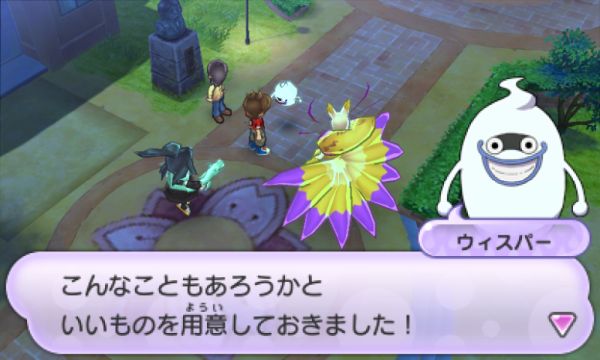 ウィスパー
こんなこともあろうかと
いいものを用意しておきました！